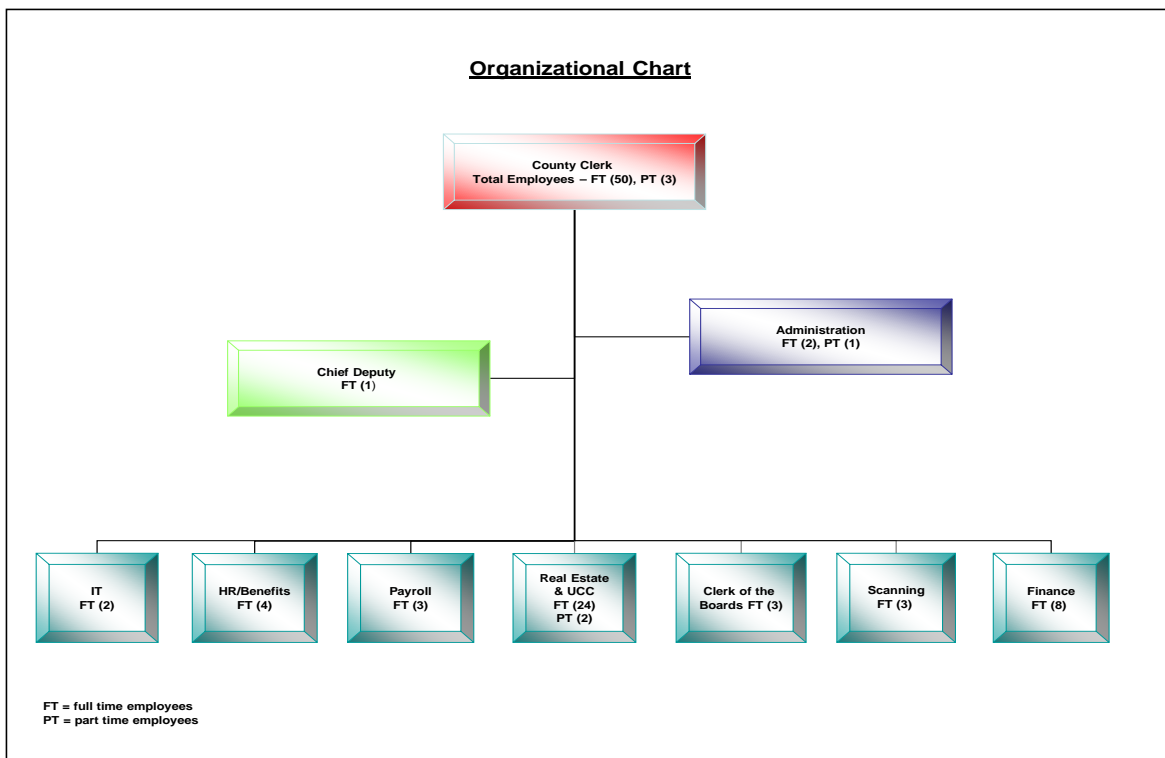 Organizational Chart
County Clerk
Total Employees – FT (50), PT (3)
Administration
FT (2), PT (1)
Chief Deputy
FT (1)
IT
FT (2)
HR/Benefits
FT (4)
Payroll
FT (3)
Real Estate
& UCC
FT (24)
PT (2)
Clerk of the
Boards FT (3)
Scanning
FT (3)
Finance
FT (8)
FT = full time employees
PT = part time employees